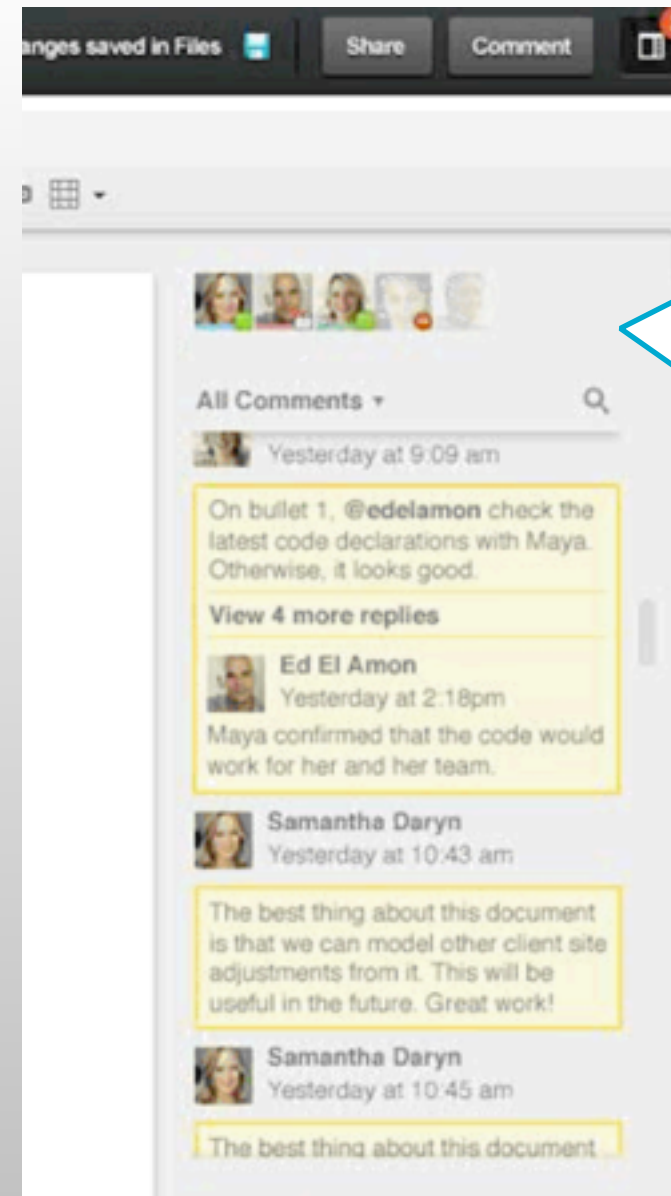 anges saved in Files
Share
Comment
All Comments
Yesterday at 9:09 am
On bullet 1, @edelamon check the
latest code declarations with Maya.
Otherwise, it looks good.
View 4 more replies
Ed El Amon
Yesterday at 2:18pm
Maya confirmed that the code would
work for her and her team.
Samantha Daryn
Yesterday at 10:43 am
The best thing about this document
is that we can model other client site
adjustments from it. This will be
useful in the future. Great work!
Samantha Daryn
Yesterday at 10:45 am
The best thing about this document